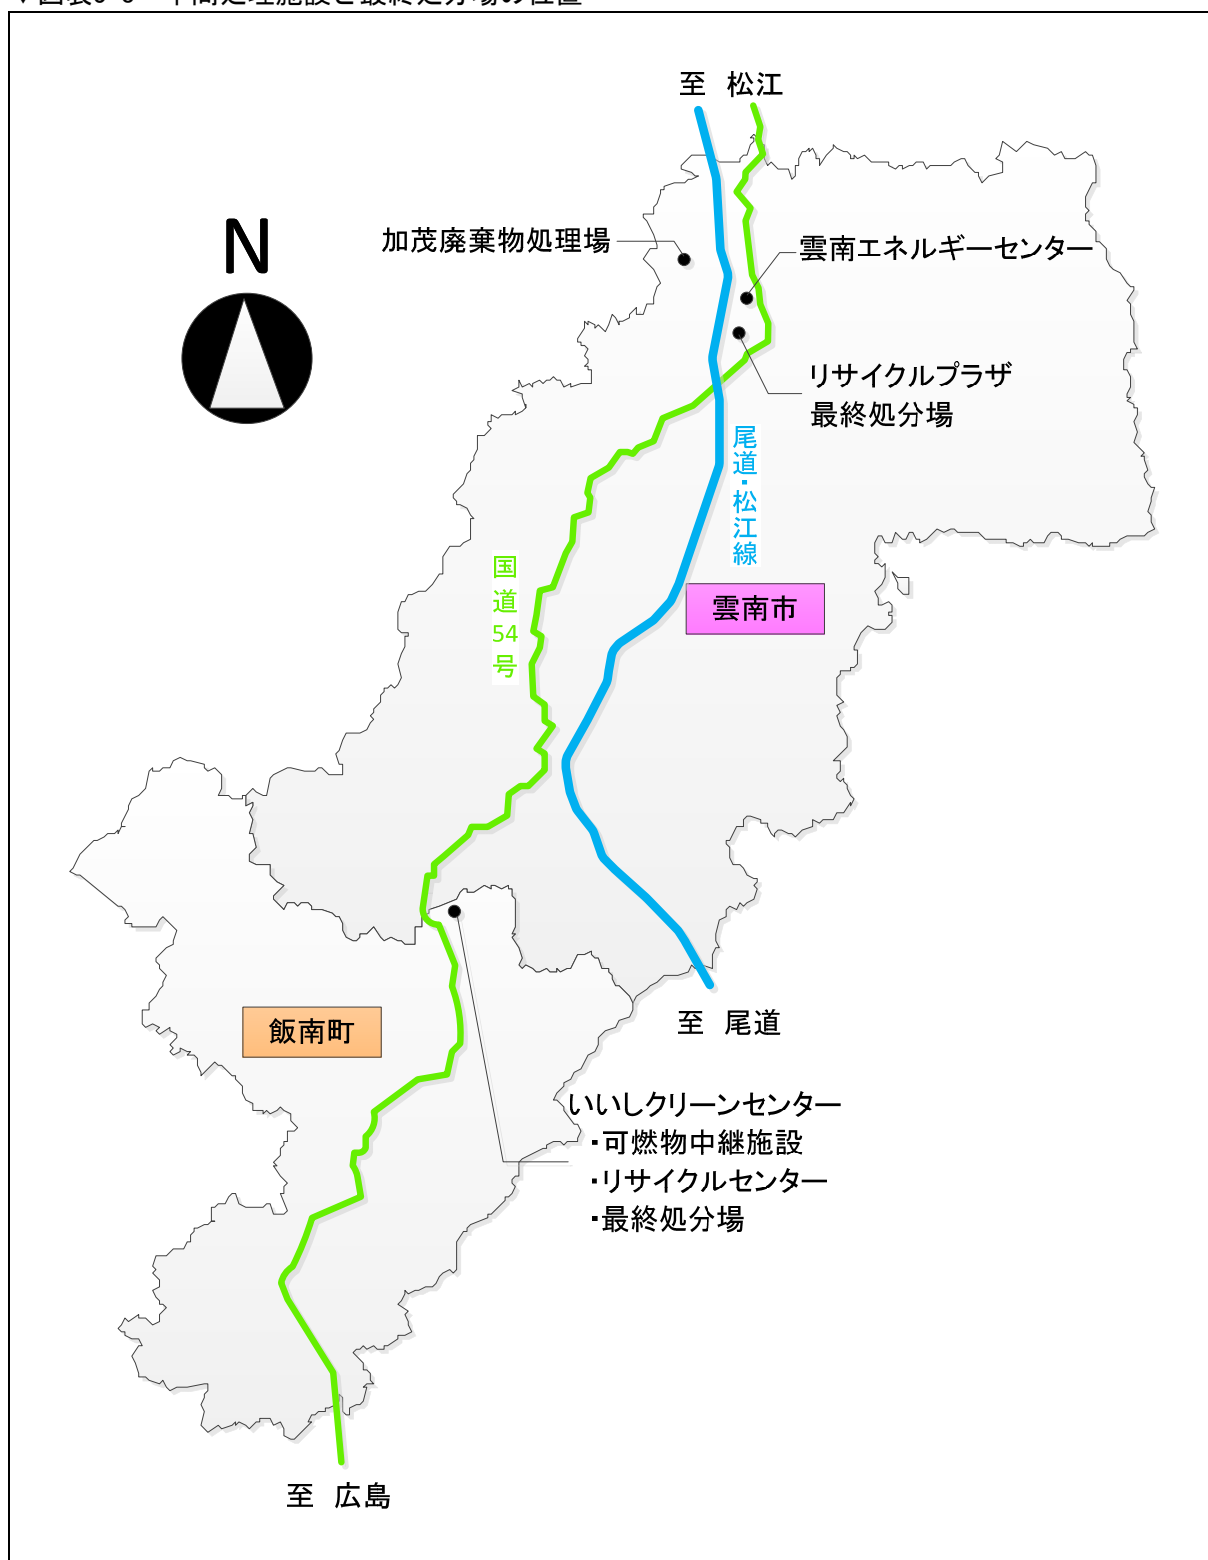 至 松江
N
加茂廃棄物処理場
雲南エネルギーセンター
リサイクルプラザ
最終処分場
尾道・松江線
国道54号
雲南市
飯南町
至 尾道
いいしクリーンセンター
・可燃物中継施設
・リサイクルセンター
・最終処分場
至 広島